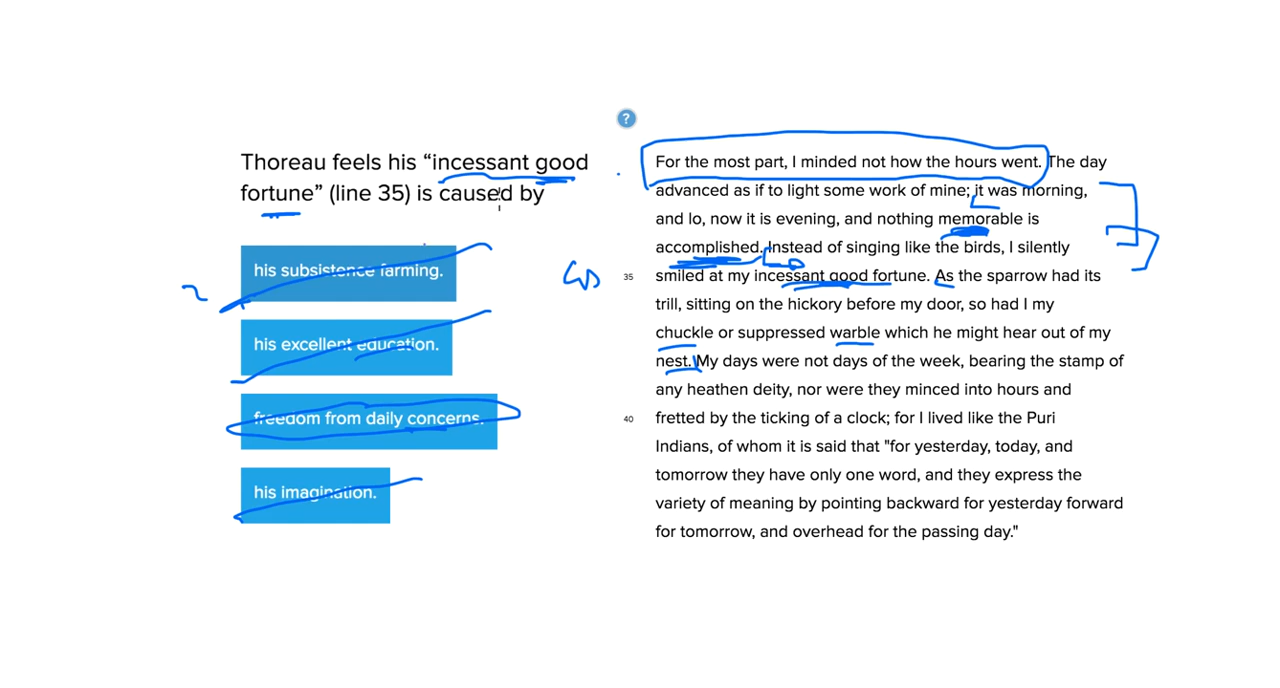 ?
Thoreau feels his “incessant good
fortune” (line 35) is caused by
his subsistence farming.
his excellent education.
freedom from daily concerns.
his imagination.
For the most part, I minded not how the hours went. The day
advanced as if to light some work of mine; it was morning,
and lo, now it is evening, and nothing memorable is
accomplished. Instead of singing like the birds, I silently
35 smiled at my incessant good fortune. As the sparrow had its
trill, sitting on the hickory before my door, so had I my
chuckle or suppressed warble which he might hear out of my
nest. My days were not days of the week, bearing the stamp of
any heathen deity, nor were they minced into hours and
40 fretted by the ticking of a clock; for I lived like the Puri
Indians, of whom it is said that "for yesterday, today, and
tomorrow they have only one word, and they express the
variety of meaning by pointing backward for yesterday forward
for tomorrow, and overhead for the passing day."